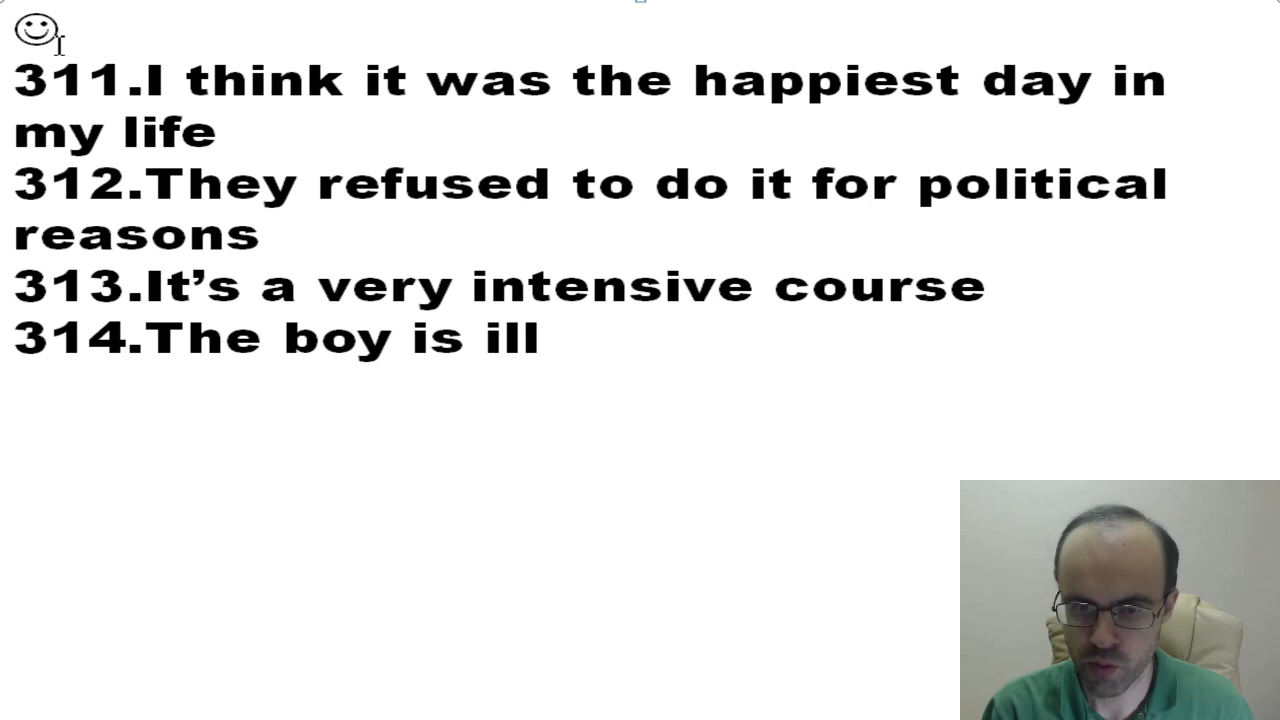 311.I think it was the happiest day in
my life
312.They refused to do it for political
reasons
313.It’s a very intensive course
314.The boy is ill